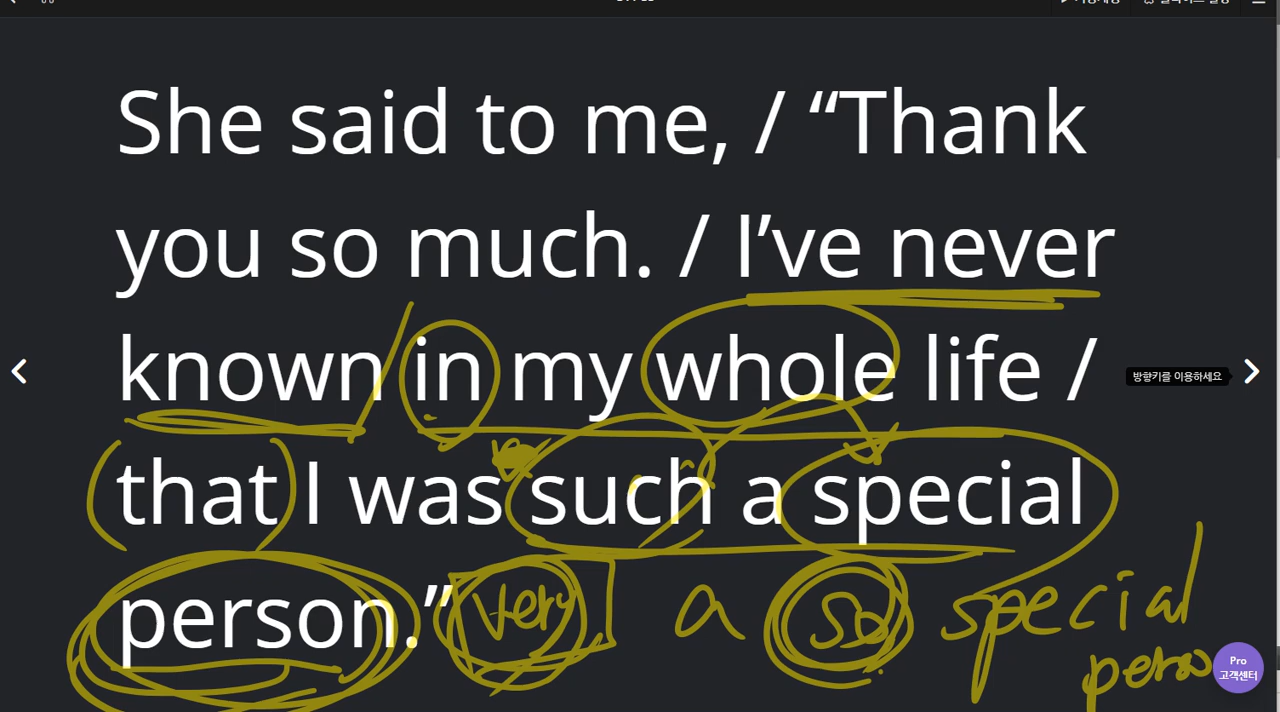 She said to me, / “Thank
you so much. / I’ve never
known in my whole life /
방향키를 이용하세요
that I was such a special
person.”
very a so special
Pro
고객센터